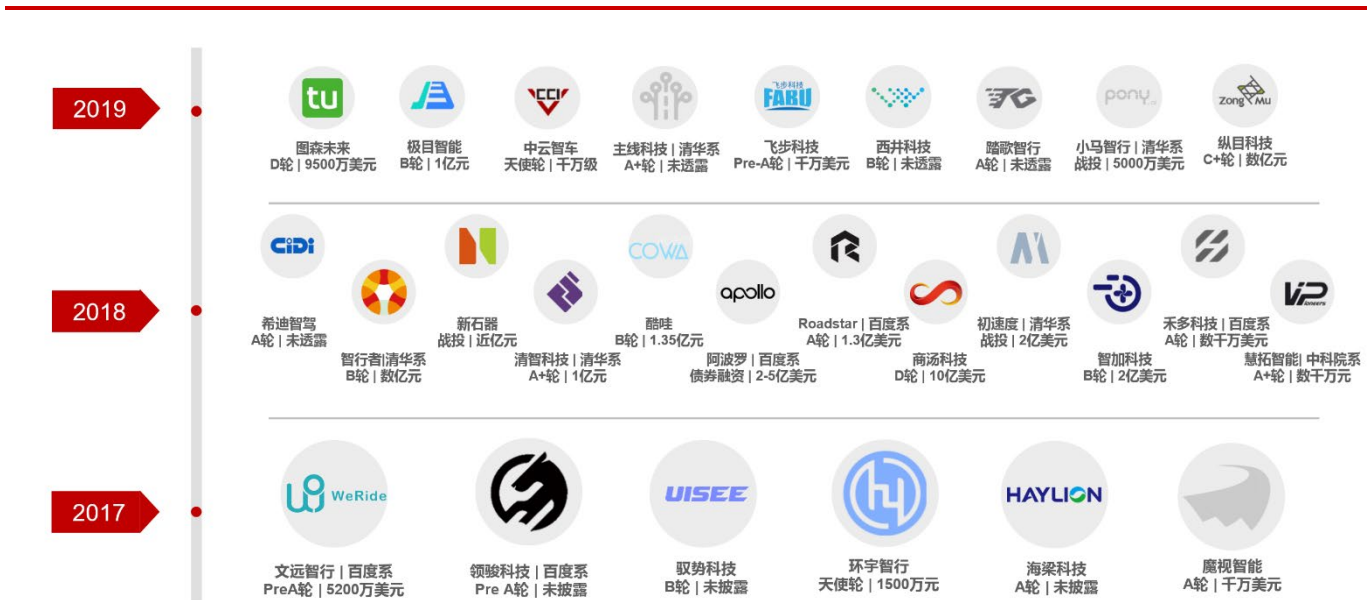 2019
tu
图森未来
D轮 | 9500万美元
极目智能
B轮 | 1亿元
CCI
中云智车
天使轮 | 千万级
主线科技 | 清华系
A+轮 | 未透露
飞步科技
FABU
飞步科技
Pre-A轮 | 千万美元
西井科技
B轮 | 未透露
TG
踏歌智行
A轮 | 未透露
pony.ai
小马智行 | 清华系
战投 | 5000万美元
Zong Mu
纵目科技
C+轮 | 数亿元
2018
CiDi
希迪智驾
A轮 | 未透露
智行者|清华系
B轮 | 数亿元
新石器
战投 | 近亿元
清智科技 | 清华系
A+轮 | 1亿元
COWA
酷哇
B轮 | 1.35亿元
apollo
阿波罗 | 百度系
债券融资 | 2-5亿美元
Roadstar | 百度系
A轮 | 1.3亿美元
商汤科技
D轮 | 10亿美元
初速度 | 清华系
战投 | 2亿美元
智加科技
B轮 | 2亿美元
禾多科技 | 百度系
A轮 | 数千万美元
VIP
ioneers
慧拓智能| 中科院系
A+轮 | 数千万元
2017
WeRide
文远智行 | 百度系
PreA轮 | 5200万美元
领骏科技 | 百度系
Pre A轮 | 未披露
UISEE
驭势科技
B轮 | 未披露
环宇智行
天使轮 | 1500万元
HAYLION
海梁科技
A轮 | 未披露
魔视智能
A轮 | 千万美元